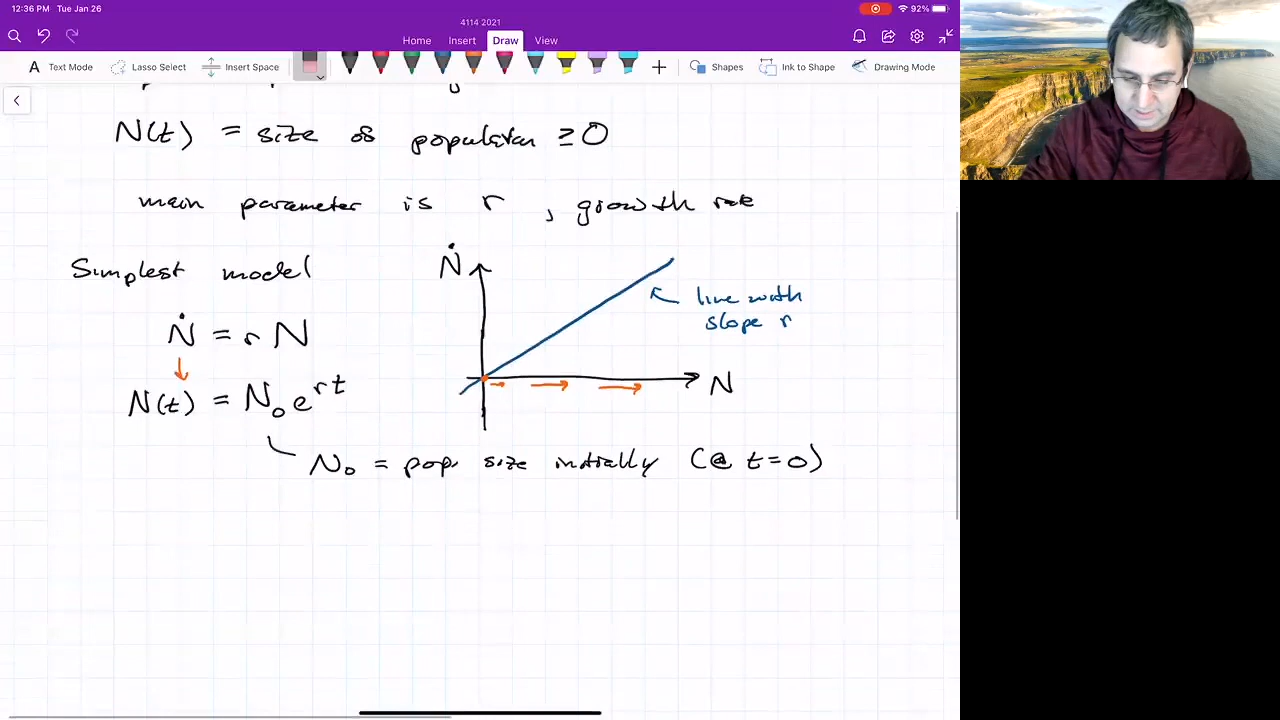 12:36 PM Tue Jan 26
92%
4114 2021
Home Insert Draw View
Text Mode Lasso Select Insert Space Shapes Ink to Shape Drawing Mode
N(t) = size of population ≥ 0
main parameter is r , growth rate
Simplest model
Ṅ
line with
slope r
Ṅ = r N
N
N(t) = N₀ e^{rt}
N₀ = pop. size initially (@ t=0)